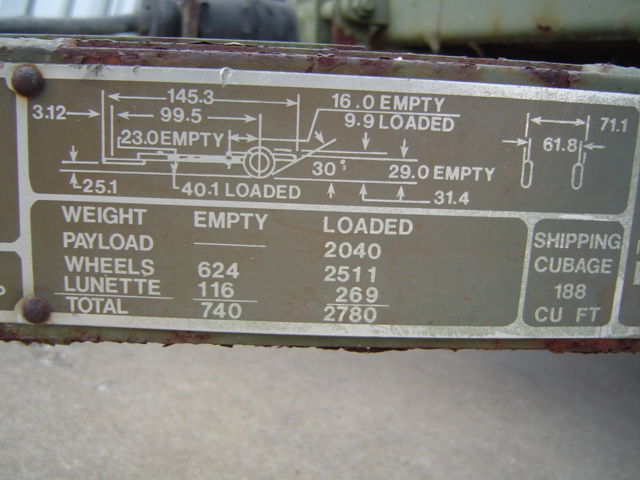 145.3
3.12
99.5
16.0 EMPTY
9.9 LOADED
71.1
23.0 EMPTY
61.8
30°
29.0 EMPTY
25.1
40.1 LOADED
31.4
WEIGHT EMPTY LOADED
PAYLOAD 2040
WHEELS 624 2511
LUNETTE 116 269
TOTAL 740 2780
SHIPPING
CUBAGE
188
CU FT